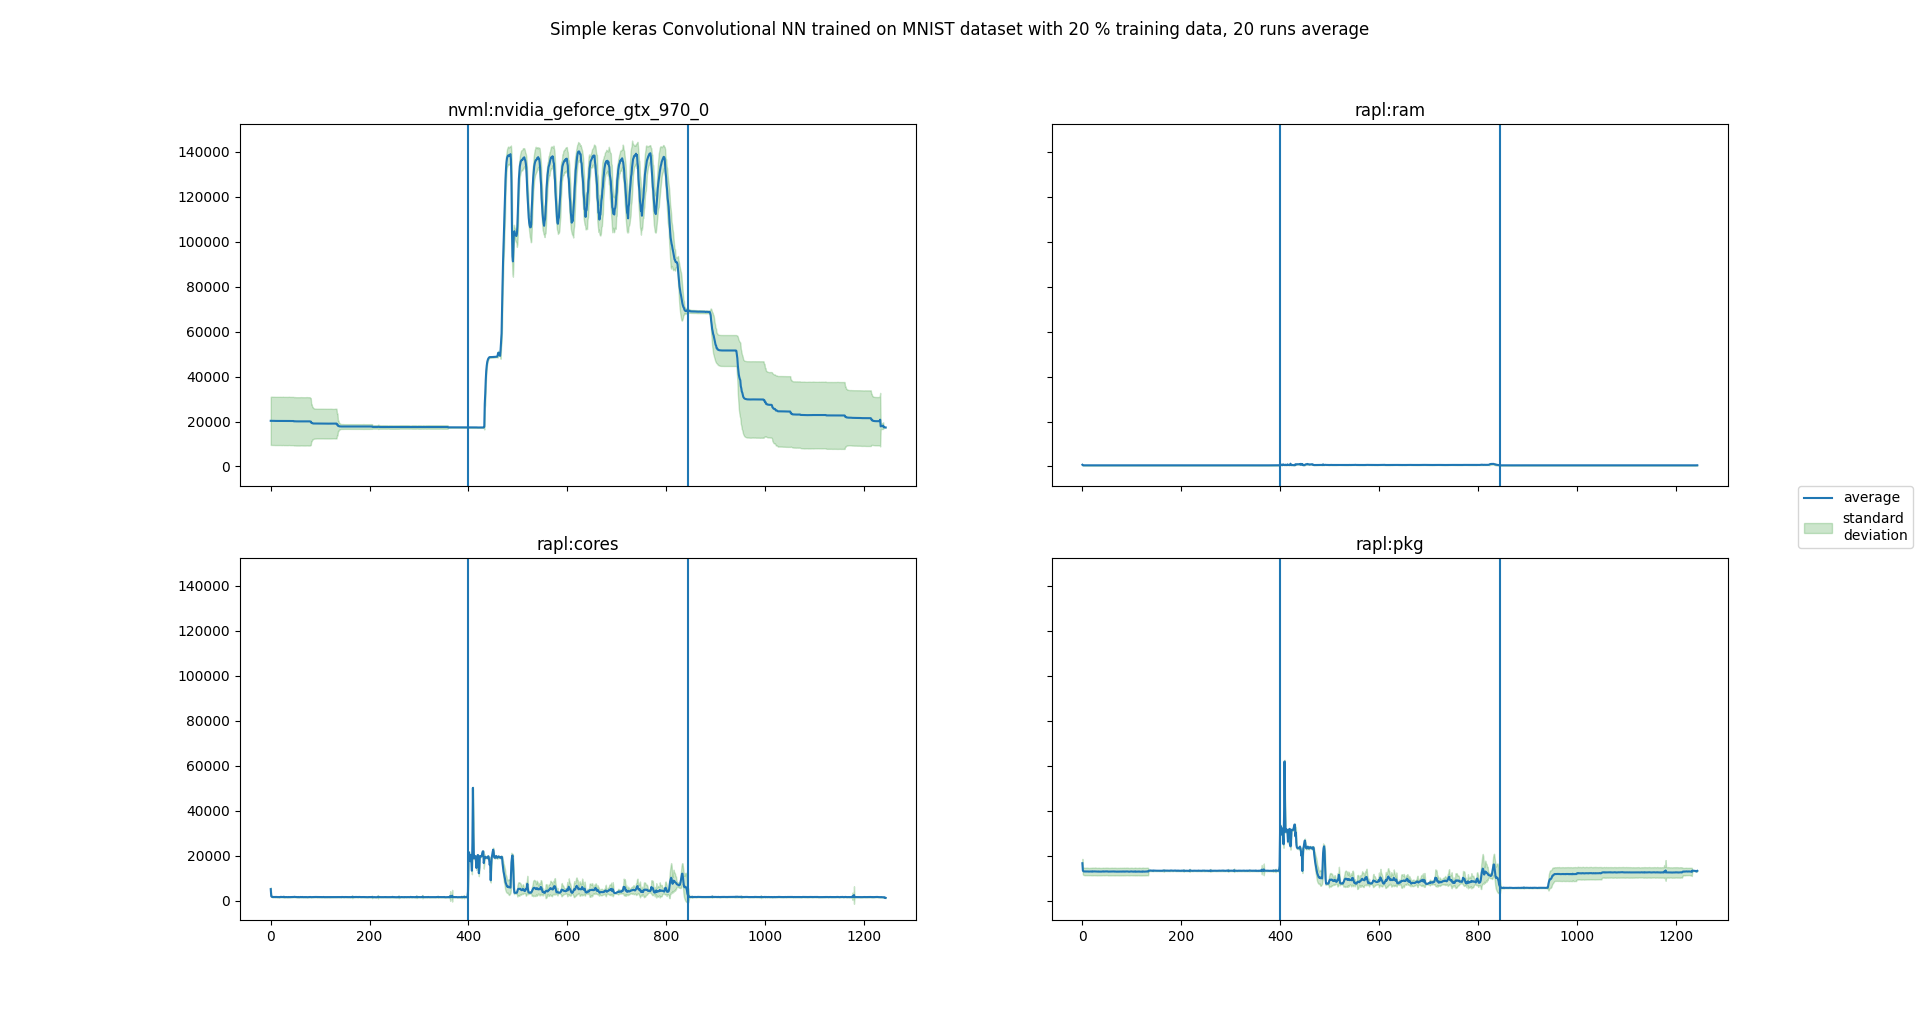 Simple keras Convolutional NN trained on MNIST dataset with 20 % training data, 20 runs average
nvml:nvidia_geforce_gtx_970_0
140000
120000
100000
80000
60000
40000
20000
0
rapl:ram
average
standard
deviation
rapl:cores
140000
120000
100000
80000
60000
40000
20000
0
0 200 400 600 800 1000 1200
rapl:pkg
0 200 400 600 800 1000 1200